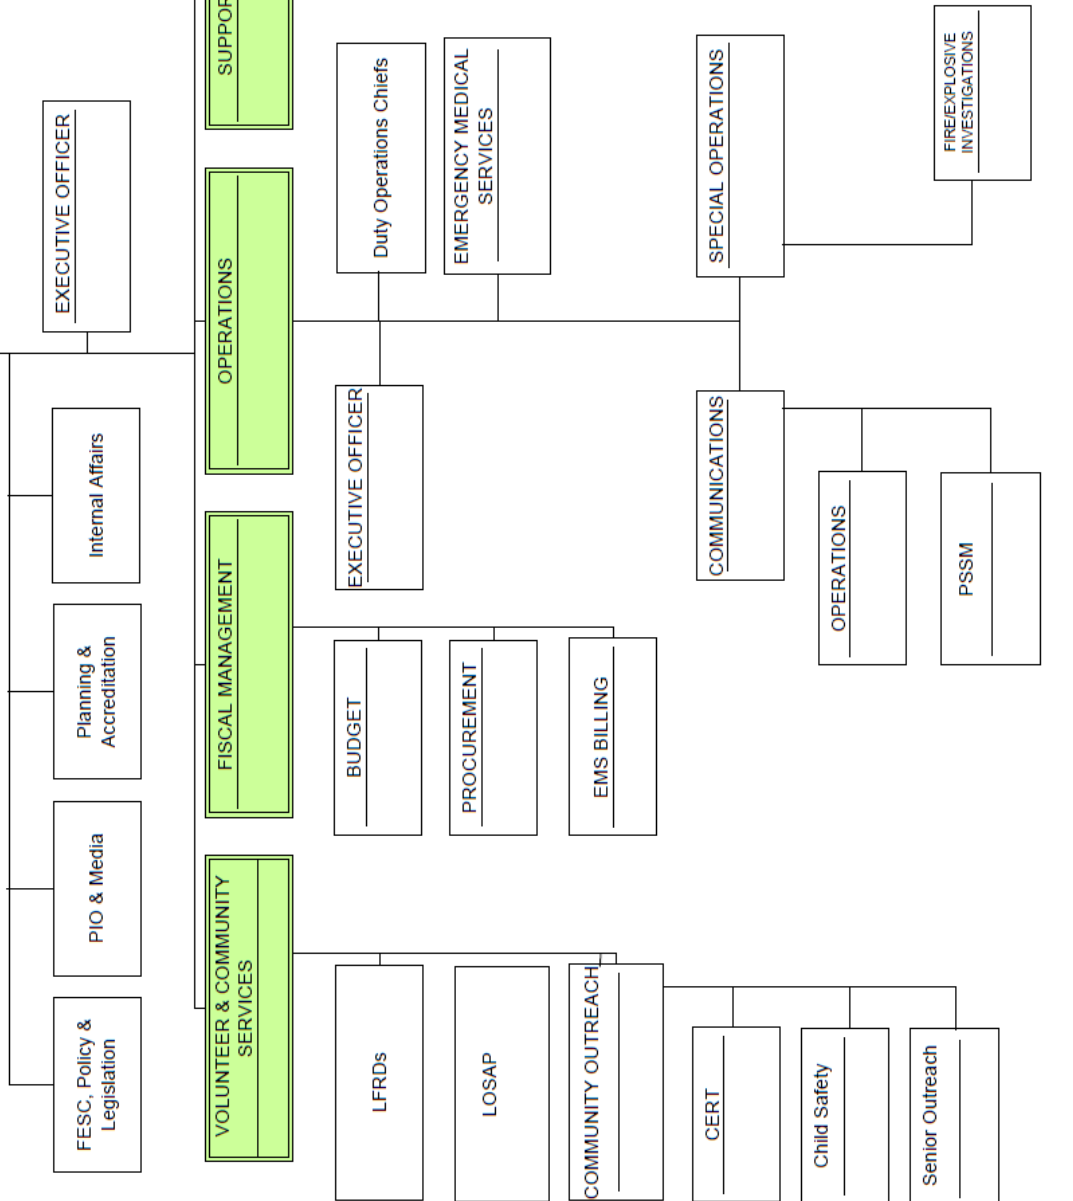 FESC, Policy &
Legislation
PIO & Media
Planning &
Accreditation
Internal Affairs
EXECUTIVE OFFICER
VOLUNTEER & COMMUNITY
SERVICES
FISCAL MANAGEMENT
OPERATIONS
SUPPOR
LFRDs
LOSAP
COMMUNITY OUTREACH
CERT
Child Safety
Senior Outreach
BUDGET
PROCUREMENT
EMS BILLING
EXECUTIVE OFFICER
Duty Operations Chiefs
EMERGENCY MEDICAL
SERVICES
COMMUNICATIONS
OPERATIONS
PSSM
SPECIAL OPERATIONS
FIRE/EXPLOSIVE
INVESTIGATIONS